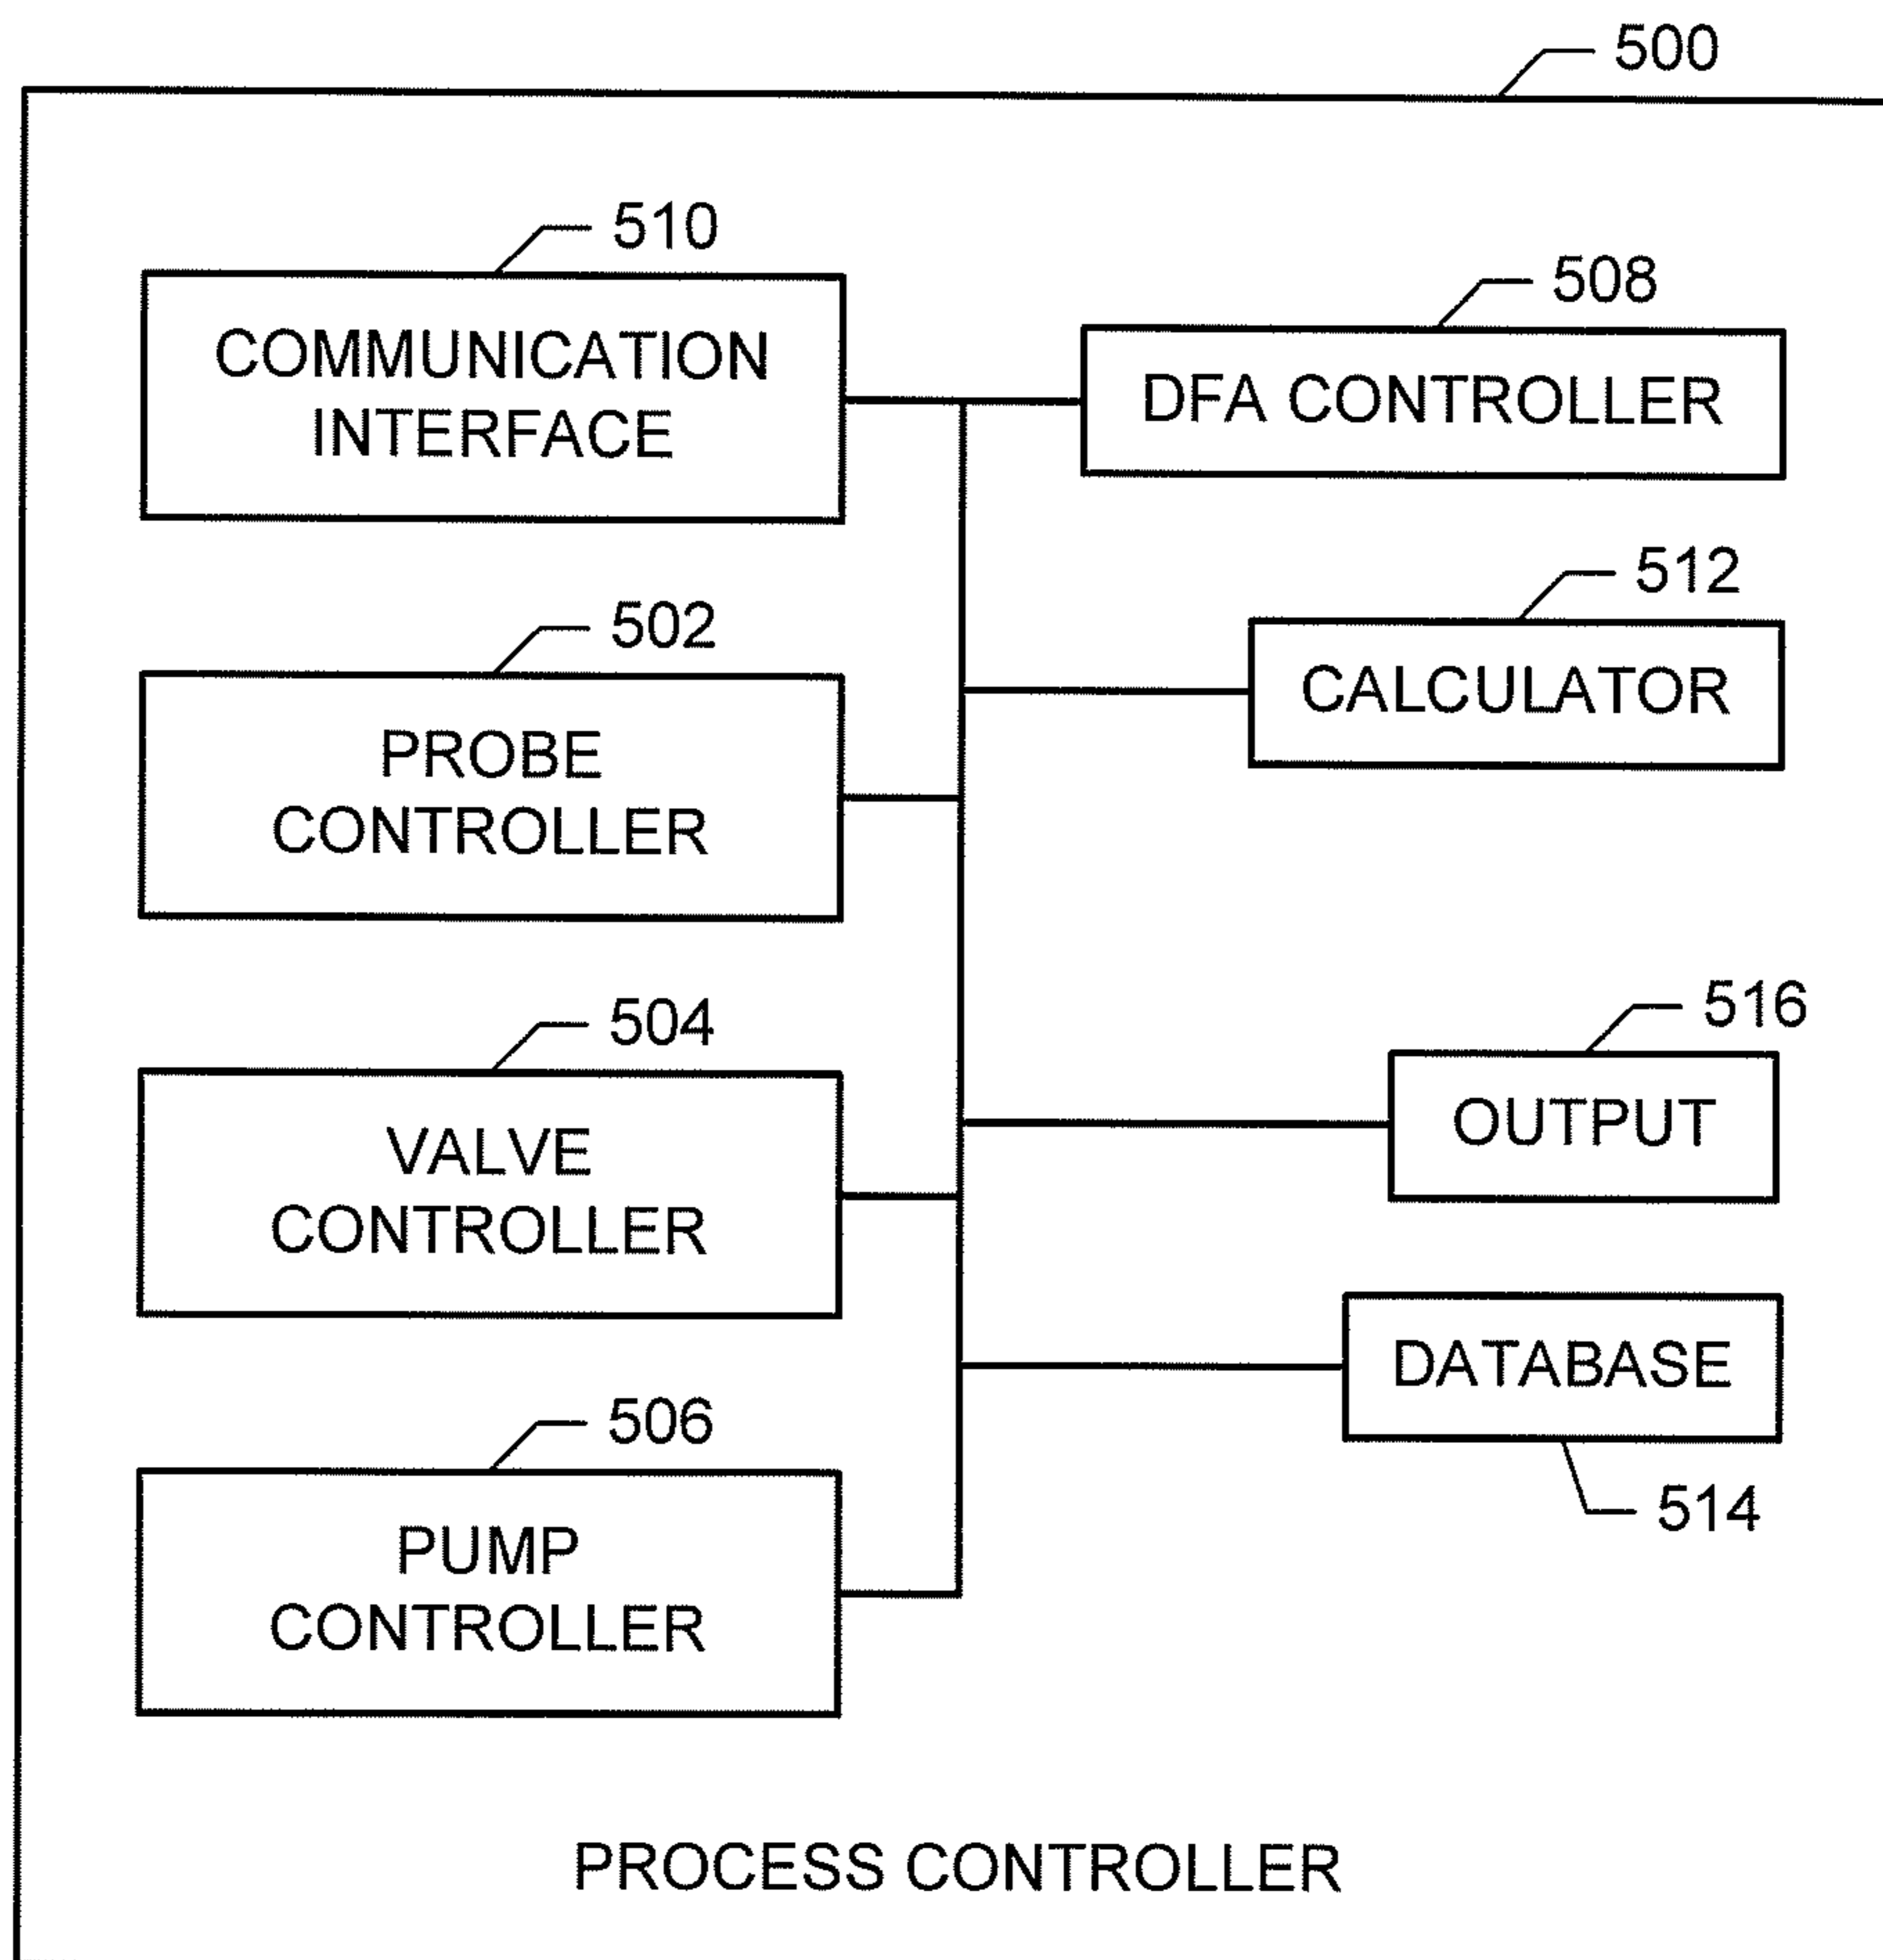 500
510
COMMUNICATION
INTERFACE
508
DFA CONTROLLER
512
CALCULATOR
502
PROBE
CONTROLLER
504
VALVE
CONTROLLER
516
OUTPUT
DATABASE
514
506
PUMP
CONTROLLER
PROCESS CONTROLLER